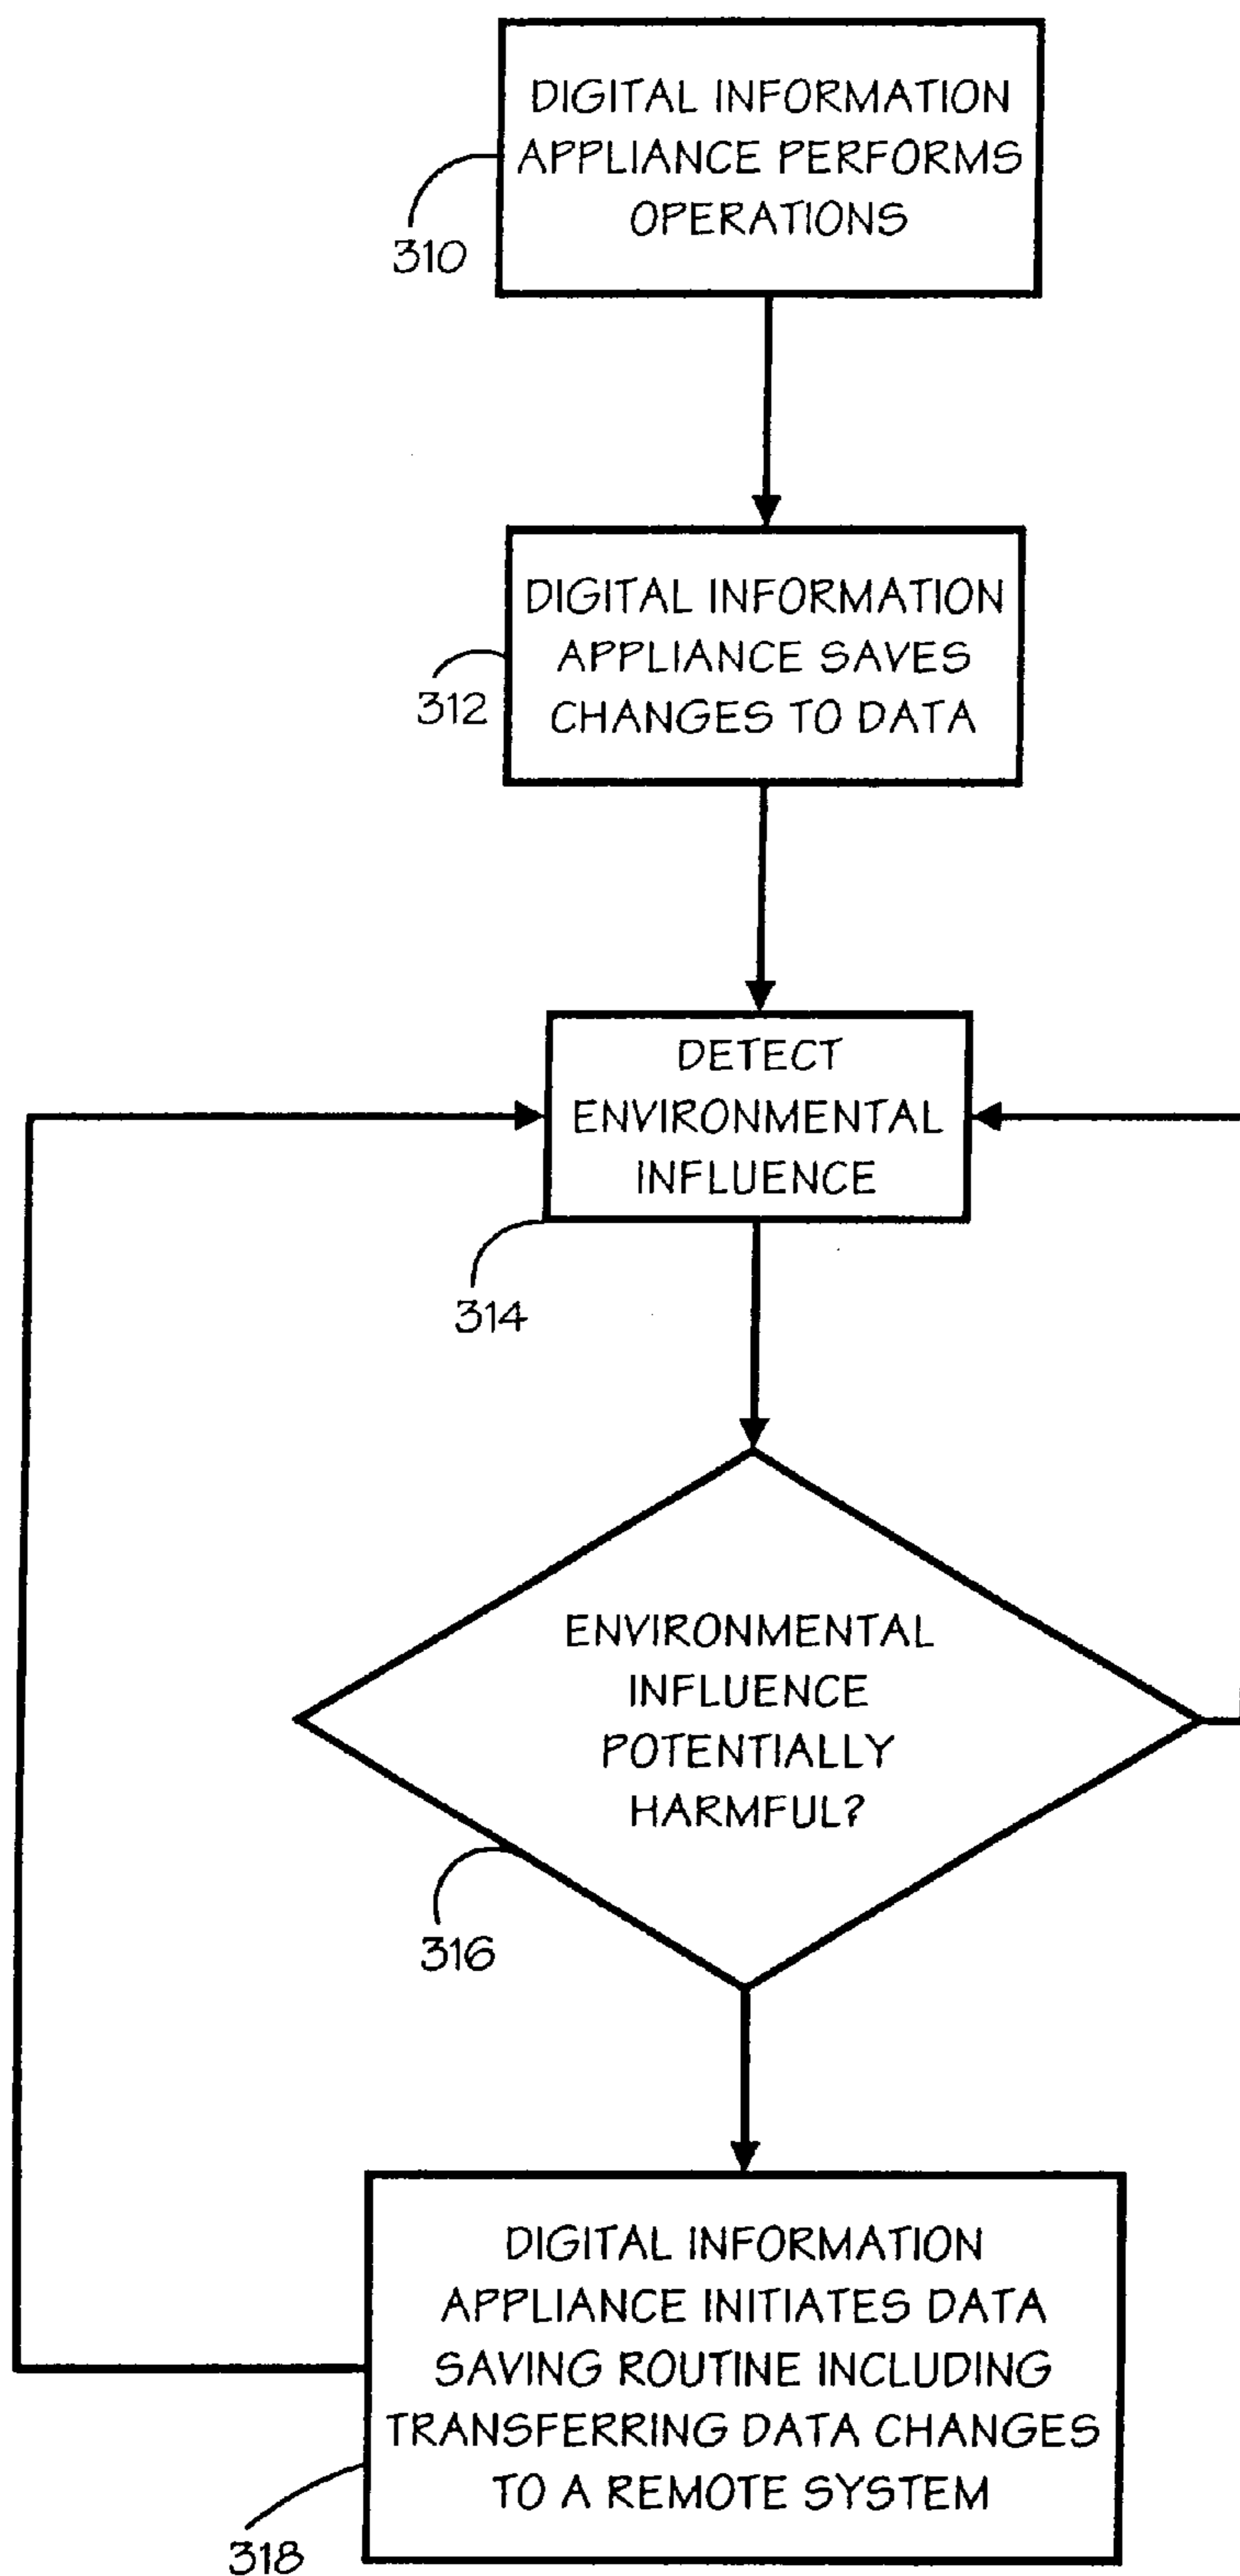 DIGITAL INFORMATION
APPLIANCE PERFORMS
OPERATIONS
310
DIGITAL INFORMATION
APPLIANCE SAVES
CHANGES TO DATA
312
DETECT
ENVIRONMENTAL
INFLUENCE
314
ENVIRONMENTAL
INFLUENCE
POTENTIALLY
HARMFUL?
316
DIGITAL INFORMATION
APPLIANCE INITIATES DATA
SAVING ROUTINE INCLUDING
TRANSFERRING DATA CHANGES
TO A REMOTE SYSTEM
318